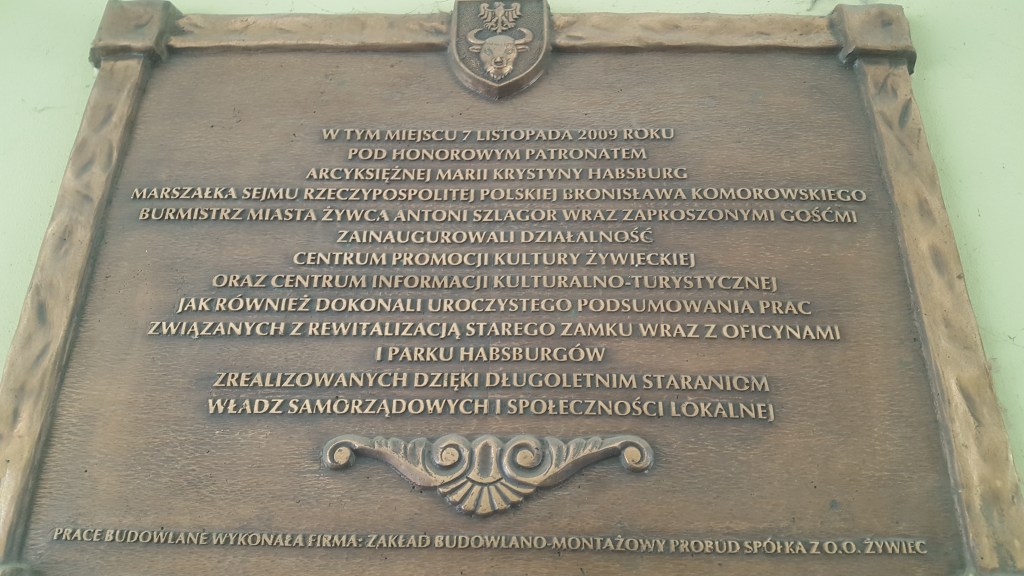 W TYM MIEJSCU 7 LISTOPADA 2009 ROKU
POD HONOROWYM PATRONATEM
ARCYKSIĘŻNEJ MARII KRYSTYNY HABSBURG
MARSZAŁKA SEJMU RZECZYPOSPOLITEJ POLSKIEJ BRONISŁAWA KOMOROWSKIEGO
BURMISTRZ MIASTA ŻYWCA ANTONI SZLAGOR WRAZ ZAPROSZONYMI GOŚĆMI
ZAINAUGUROWALI DZIAŁALNOŚĆ
CENTRUM PROMOCJI KULTURY ŻYWIECKIEJ
ORAZ CENTRUM INFORMACJI KULTURALNO-TURYSTYCZNEJ
JAK RÓWNIEŻ DOKONALI UROCZYSTEGO PODSUMOWANIA PRAC
ZWIĄZANYCH Z REWITALIZACJĄ STAREGO ZAMKU WRAZ Z OFICYNAMI
I PARKU HABSBURGÓW
ZREALIZOWANYCH DZIĘKI DŁUGOLETNIM STARANIOM
WŁADZ SAMORZĄDOWYCH I SPOŁECZNOŚCI LOKALNEJ
PRACE BUDOWLANE WYKONAŁA FIRMA: ZAKŁAD BUDOWLANO-MONTAŻOWY PROBUD SPÓŁKA Z O.O. ŻYWIEC